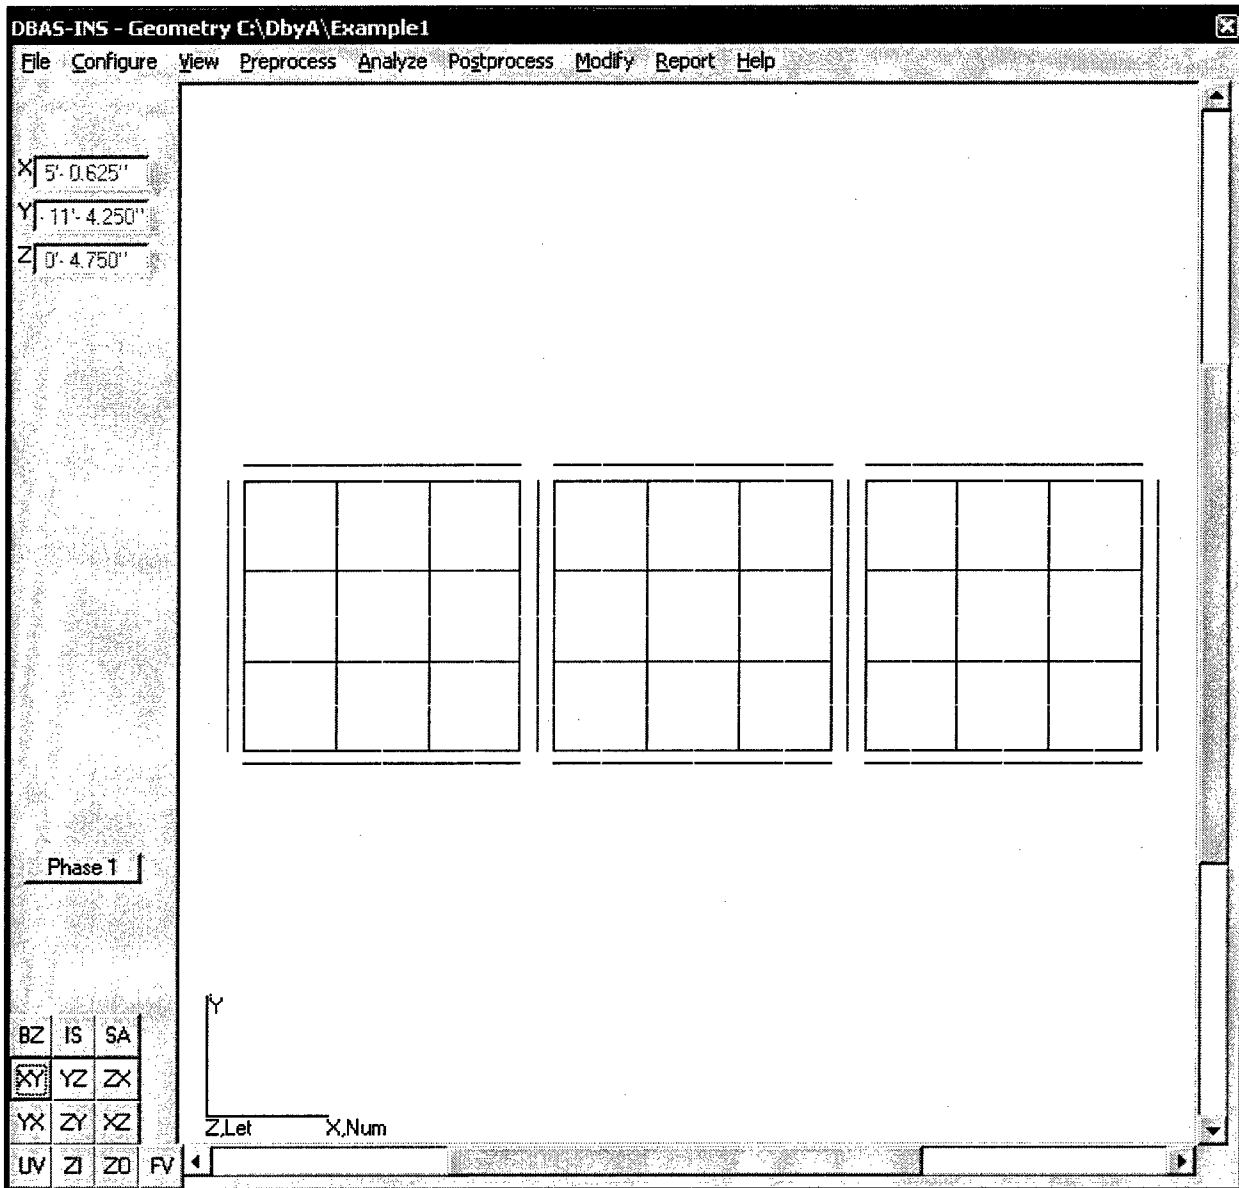 DBAS-INS - Geometry C:\DbyA\Example1
File Configure View Preprocess Analyze Postprocess Modify Report Help
X 5'- 0.625"
Y - 11'- 4.250"
Z 0'- 4.750"
Phase 1
Y
BZ IS SA
XY YZ ZX
YX ZY XZ
Z,Let X,Num
UV ZI ZO FV